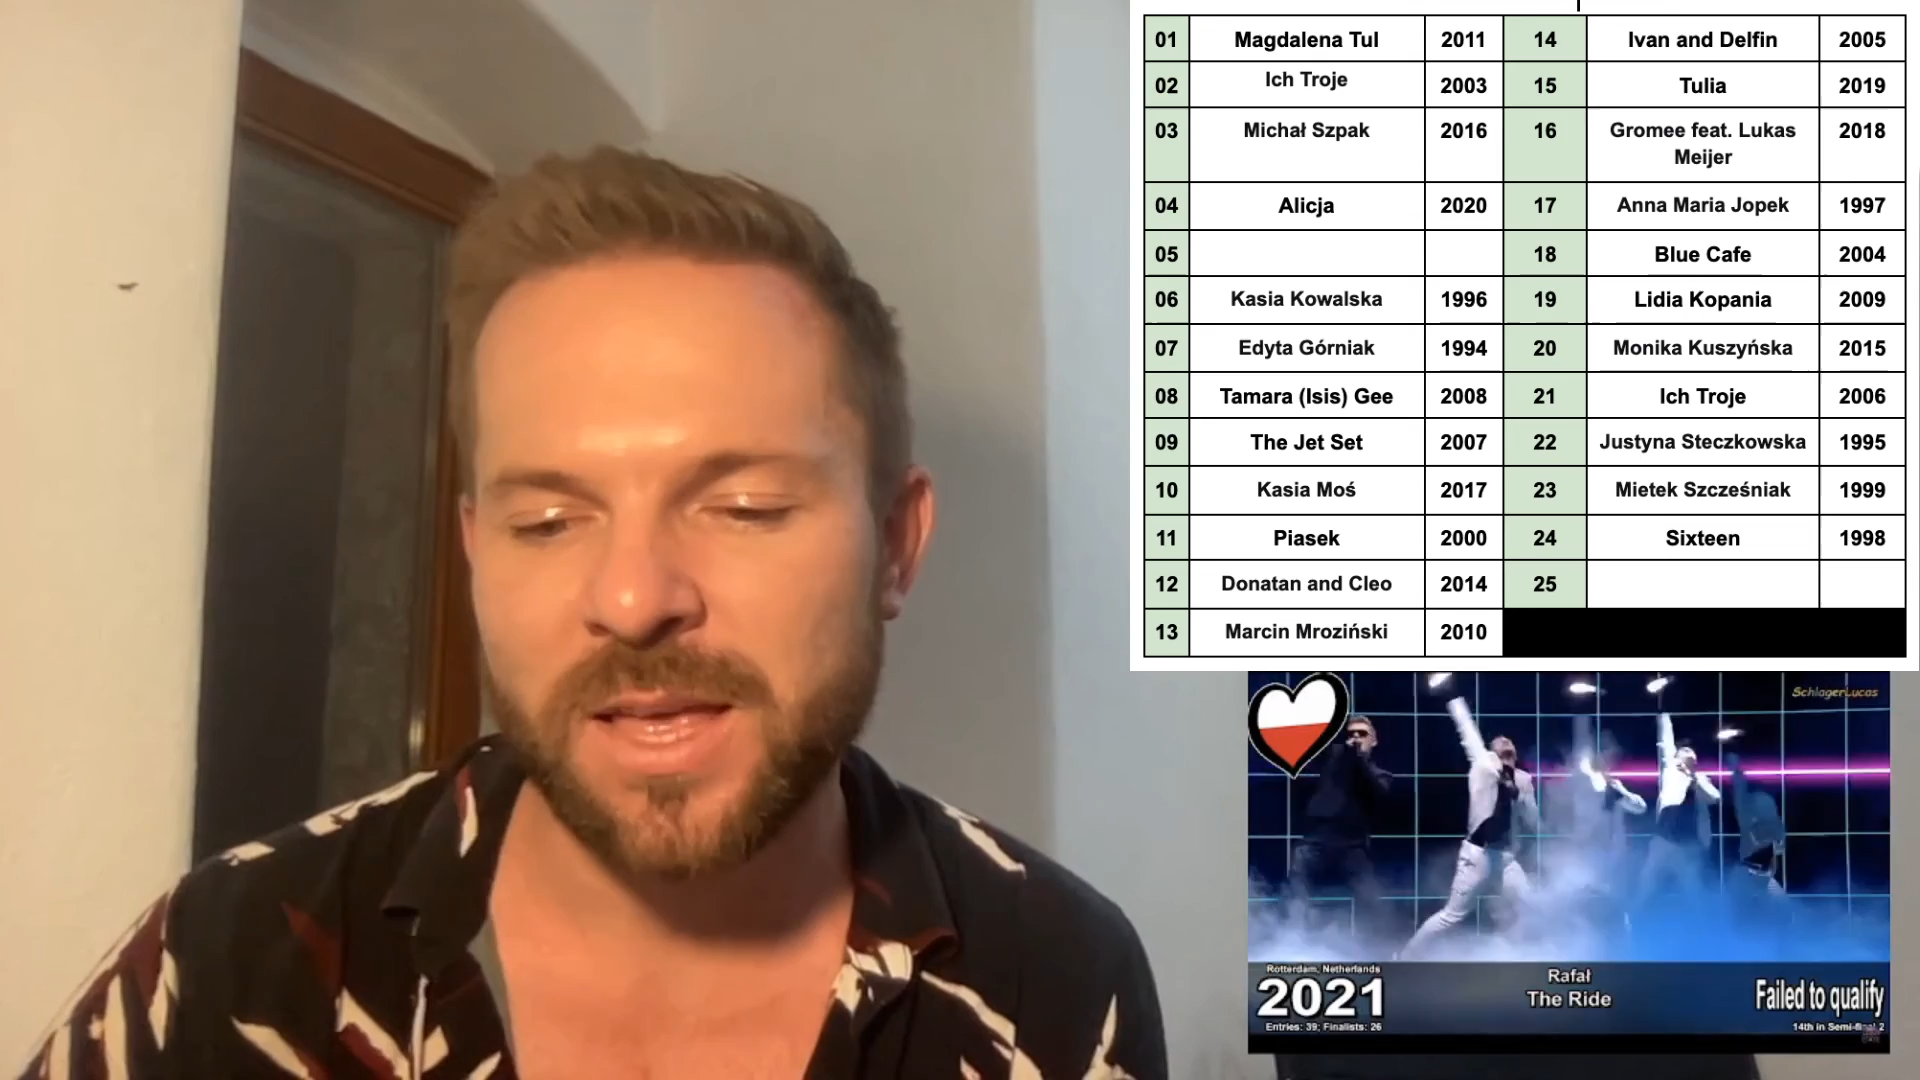 01 Magdalena Tul 2011 14 Ivan and Delfin 2005
02 Ich Troje 2003 15 Tulia 2019
03 Michał Szpak 2016 16 Gromee feat. Lukas 2018
Meijer
04 Alicja 2020 17 Anna Maria Jopek 1997
05 18 Blue Cafe 2004
06 Kasia Kowalska 1996 19 Lidia Kopania 2009
07 Edyta Górniak 1994 20 Monika Kuszyńska 2015
08 Tamara (Isis) Gee 2008 21 Ich Troje 2006
09 The Jet Set 2007 22 Justyna Steczkowska 1995
10 Kasia Moś 2017 23 Mietek Szcześniak 1999
11 Piasek 2000 24 Sixteen 1998
12 Donatan and Cleo 2014 25
13 Marcin Mroziński 2010
SchlagerLucas
Rotterdam, Netherlands
2021
Entries: 39; Finalists: 26
Rafał
The Ride
Failed to qualify
14th in Semi-final 2